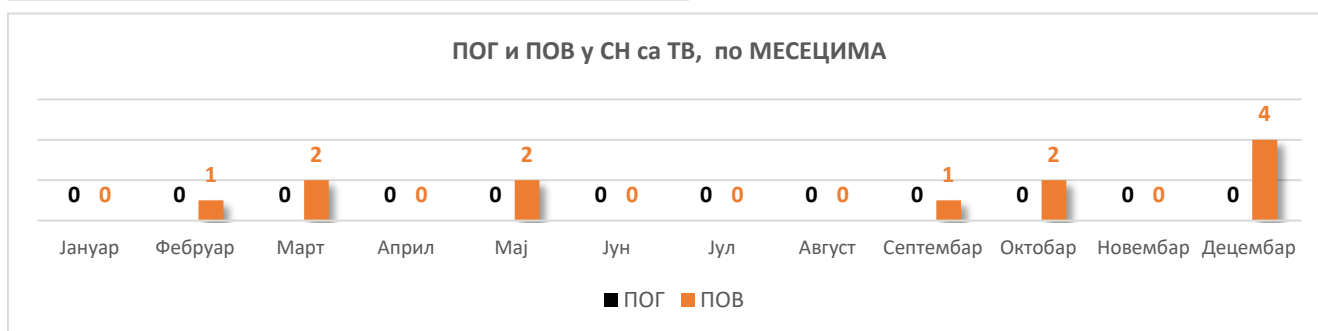 ПОГ и ПОВ у СН са ТВ, по МЕСЕЦИМА
4
2 2 2
1 1
0 0 0 0 0 0 0 0 0 0 0 0 0 0 0 0 0 0
Јануар Фебруар Март Април Мај Јун Јул Август Септембар Октобар Новембар Децембар
ПОГ ПОВ